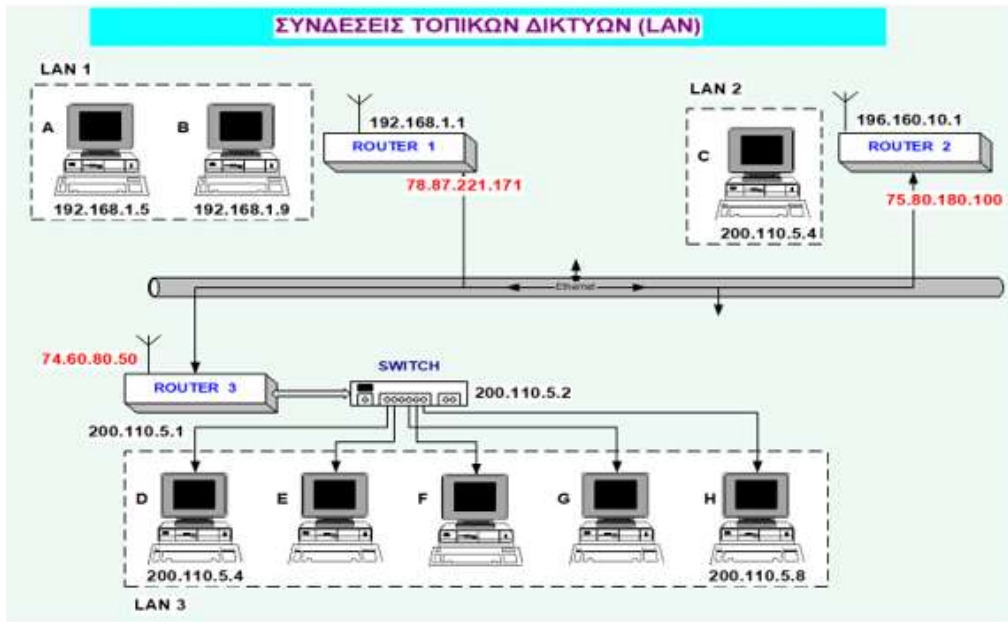 ΣΥΝΔΕΣΕΙΣ ΤΟΠΙΚΩΝ ΔΙΚΤΥΩΝ (LAN)
LAN 1
A
B
192.168.1.5
192.168.1.9
192.168.1.1
ROUTER 1
78.87.221.171
LAN 2
C
200.110.5.4
196.160.10.1
ROUTER 2
75.80.180.100
Ethernet
74.60.80.50
ROUTER 3
200.110.5.1
SWITCH
200.110.5.2
D
E
F
G
H
200.110.5.4
200.110.5.8
LAN 3